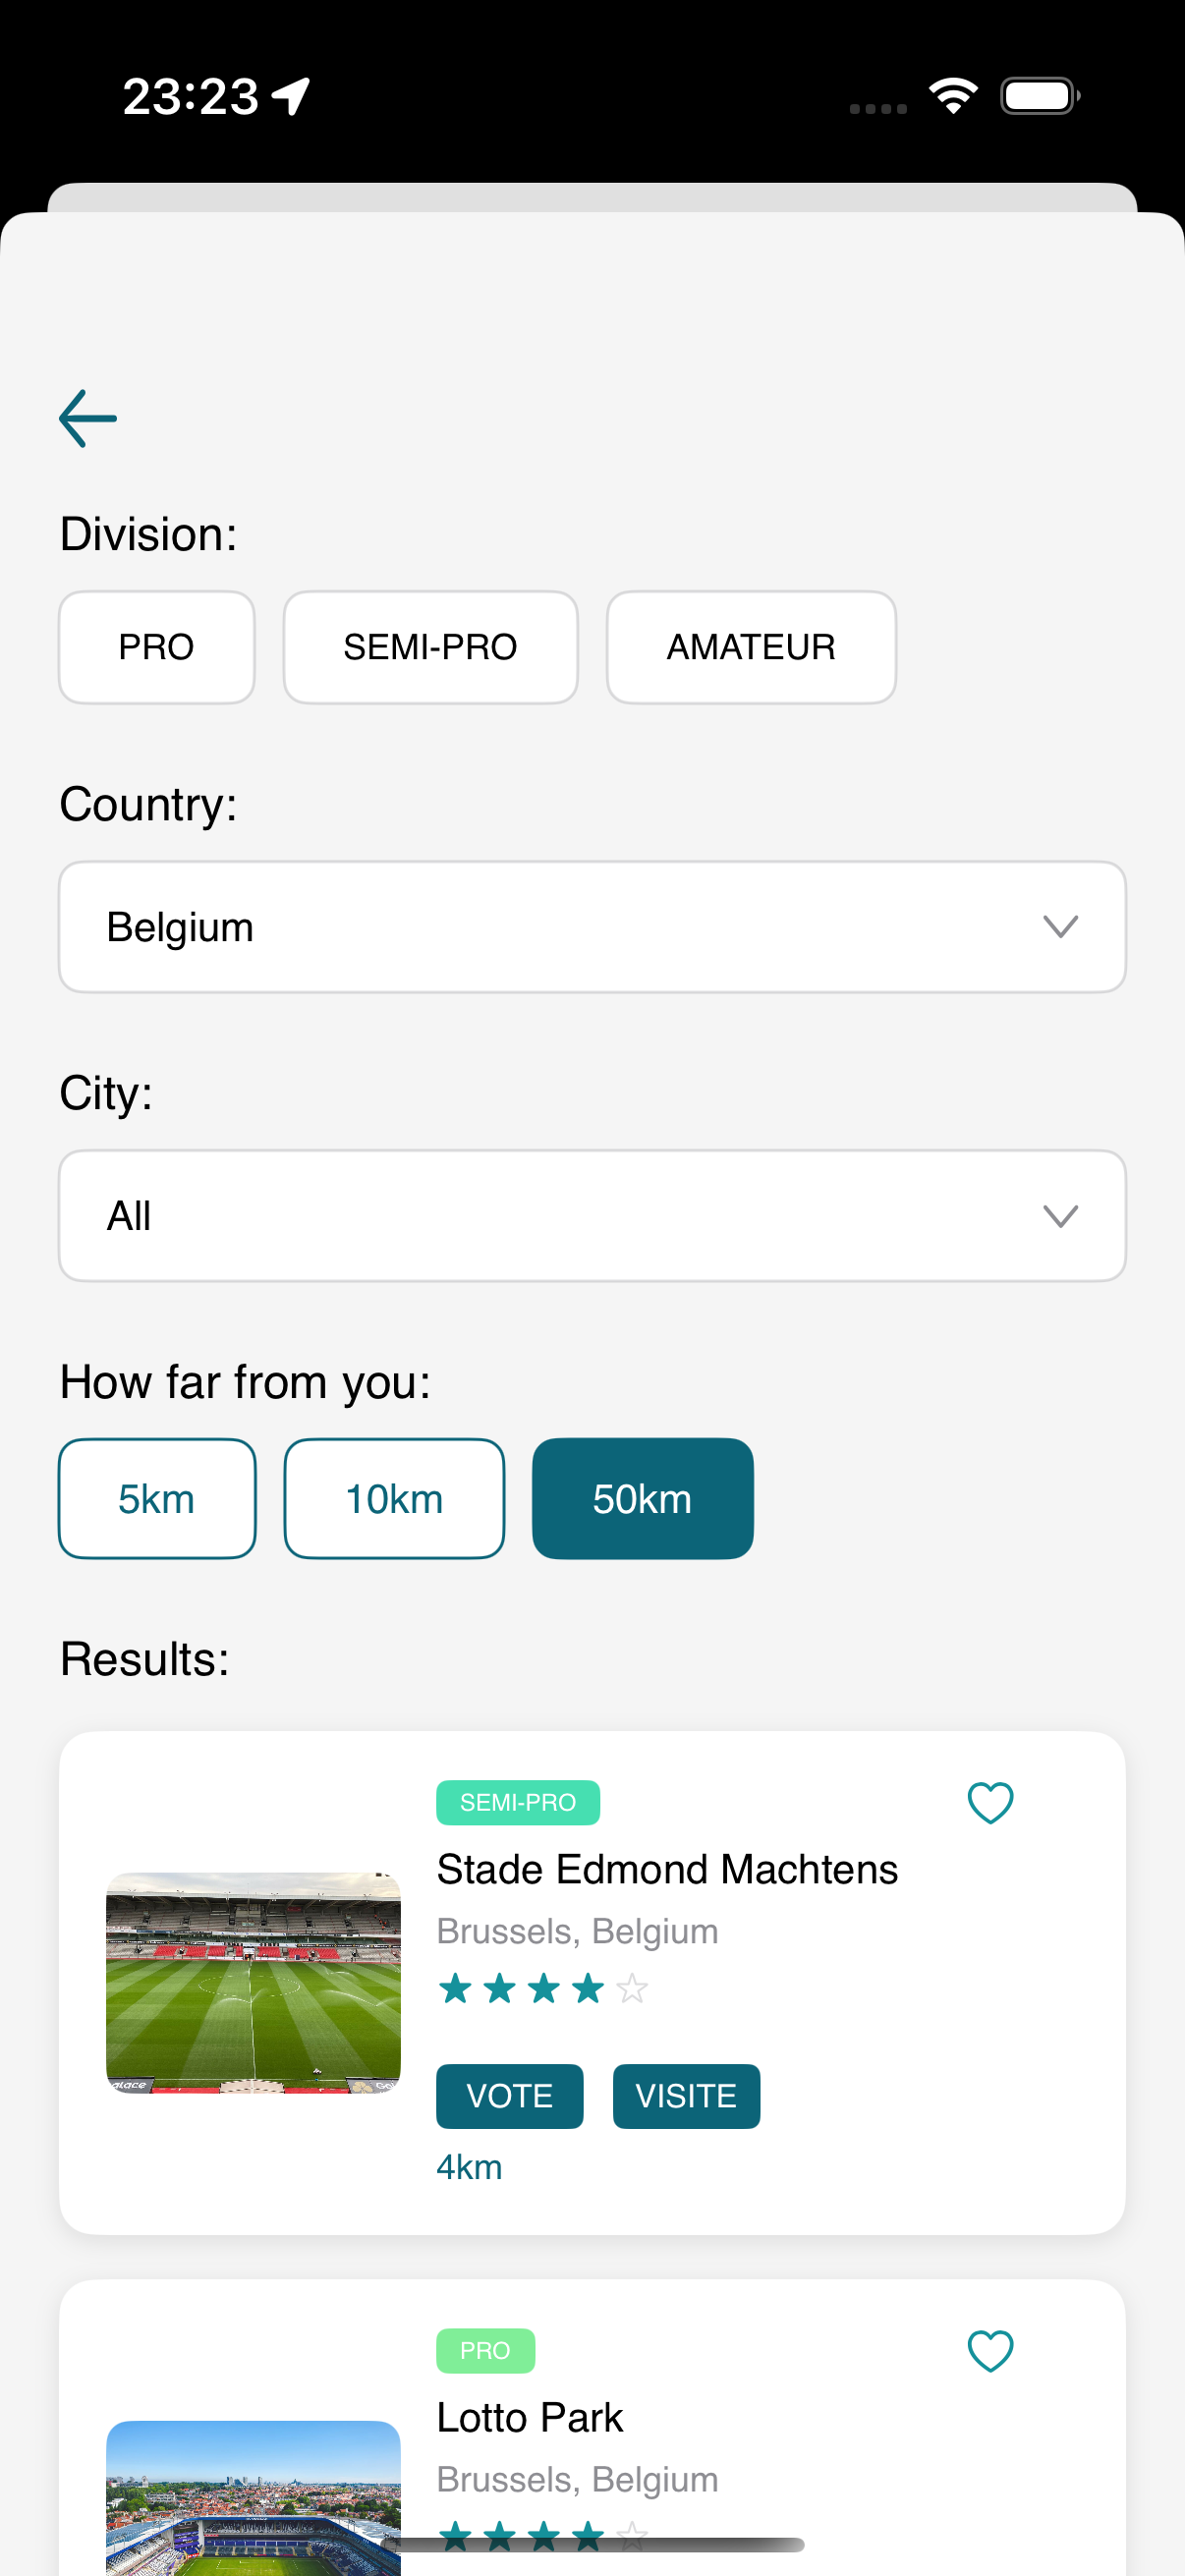 23:23
Division:
PRO SEMI-PRO AMATEUR
Country:
Belgium
City:
All
How far from you:
5km 10km 50km
Results:
SEMI-PRO
Stade Edmond Machtens
Brussels, Belgium
VOTE VISITE
4km
PRO
Lotto Park
Brussels, Belgium